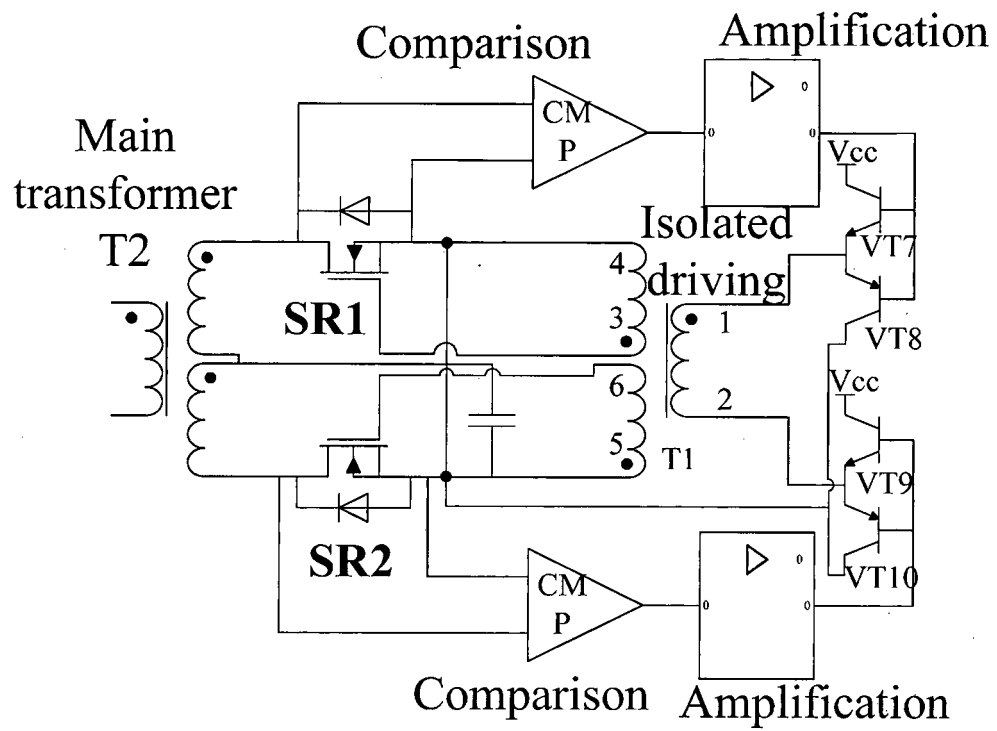 Amplification
Comparison
CM
P
Main
transformer
T2
Vcc
VT7
Isolated
driving
4
3
SR1
1
2
VT8
Vcc
6
5
T1
VT9
VT10
SR2
CM
P
Comparison
Amplification